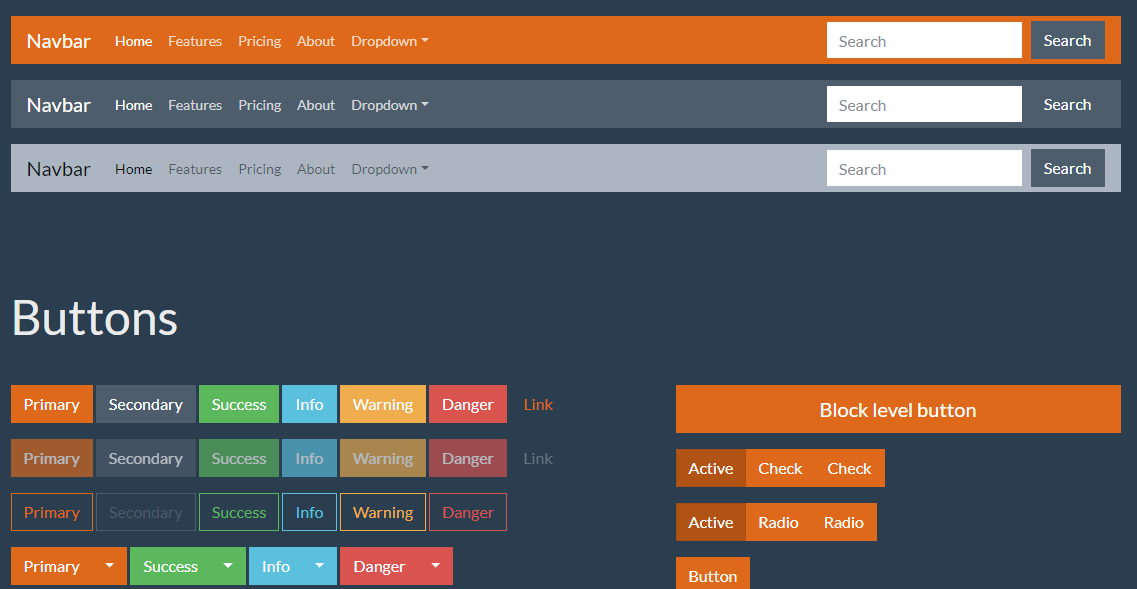 Navbar Home Features Pricing About Dropdown Search Search
Navbar Home Features Pricing About Dropdown Search Search
Navbar Home Features Pricing About Dropdown Search Search
Buttons
Primary Secondary Success Info Warning Danger Link
Primary Secondary Success Info Warning Danger Link
Primary Secondary Success Info Warning Danger
Primary Success Info Danger
Block level button
Active Check Check
Active Radio Radio
Button